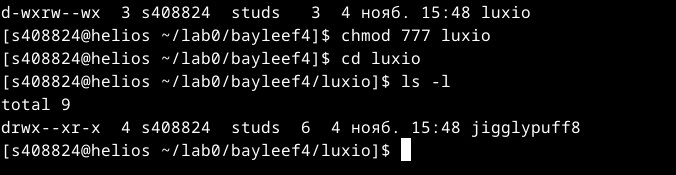 d-wxrw--wx  3 s408824  studs   3  4 нояб. 15:48 luxio
[s408824@helios ~/lab0/bayleef4]$ chmod 777 luxio
[s408824@helios ~/lab0/bayleef4]$ cd luxio
[s408824@helios ~/lab0/bayleef4/luxio]$ ls -l
total 9
drwx--xr-x  4 s408824  studs  6  4 нояб. 15:48 jigglypuff8
[s408824@helios ~/lab0/bayleef4/luxio]$